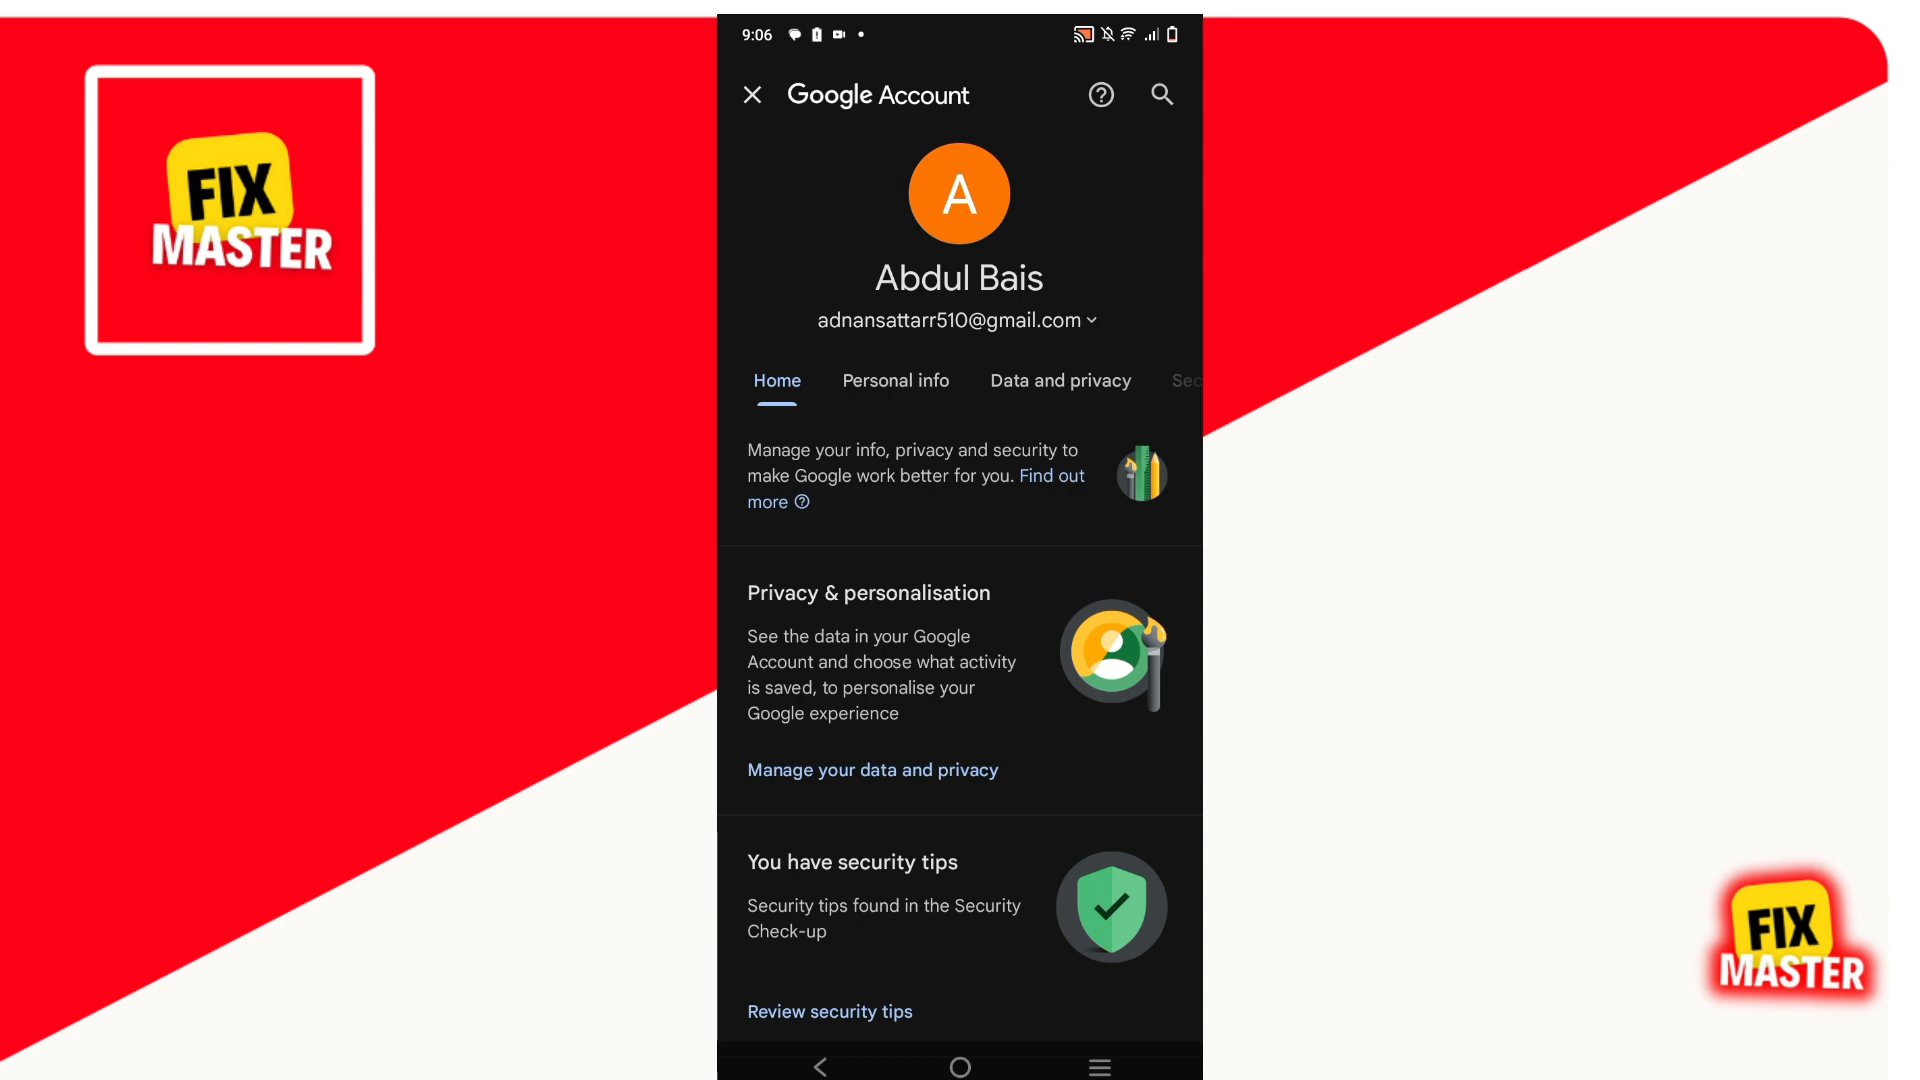 FIX
MASTER
9:06
Google Account
A
Abdul Bais
adnansattarr510@gmail.com
Home Personal info Data and privacy Sec
Manage your info, privacy and security to
make Google work better for you. Find out
more
Privacy & personalisation
See the data in your Google
Account and choose what activity
is saved, to personalise your
Google experience
Manage your data and privacy
You have security tips
Security tips found in the Security
Check-up
Review security tips
FIX
MASTER